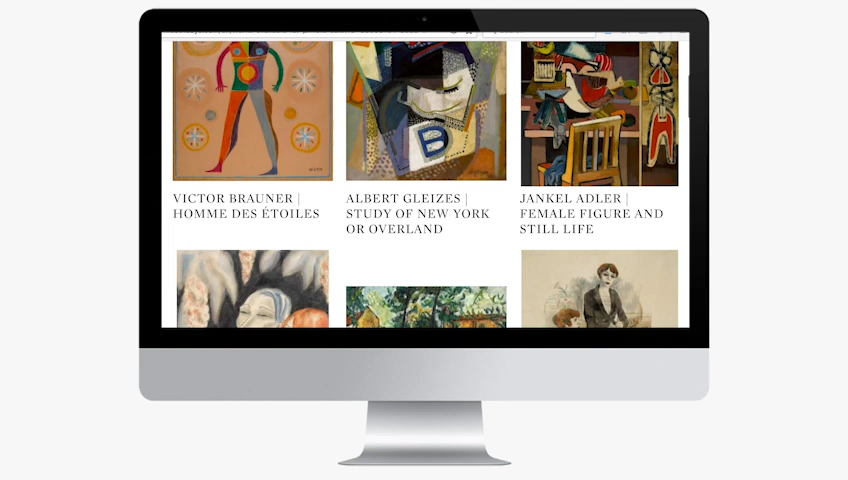 VICTOR BRAUNER |
HOMME DES ÉTOILES
ALBERT GLEIZES |
STUDY OF NEW YORK
OR OVERLAND
JANKEL ADLER |
FEMALE FIGURE AND
STILL LIFE
B